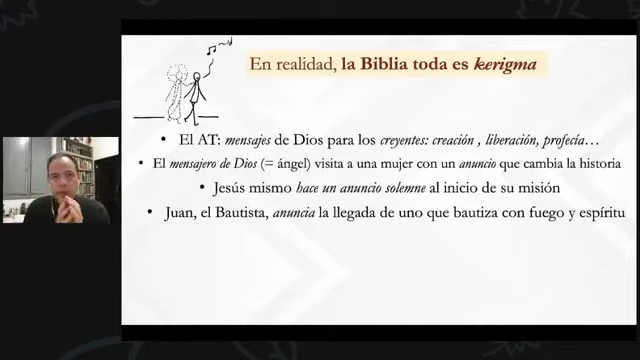 En realidad, la Biblia toda es kerigma
• El AT: mensajes de Dios para los creyentes: creación , liberación, profecía…
• El mensajero de Dios (= ángel) visita a una mujer con un anuncio que cambia la historia
• Jesús mismo hace un anuncio solemne al inicio de su misión
• Juan, el Bautista, anuncia la llegada de uno que bautiza con fuego y espíritu